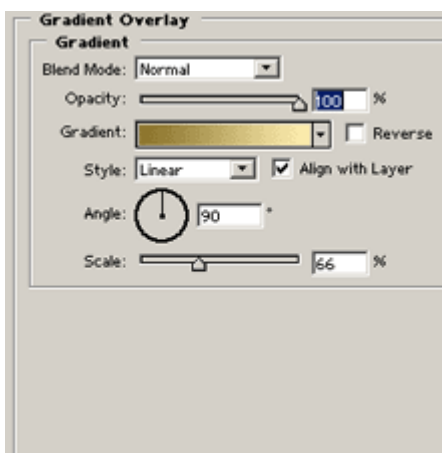 Gradient Overlay
Gradient
Blend Mode: Normal
Opacity: 100 %
Gradient: Reverse
Style: Linear Align with Layer
Angle: 90 °
Scale: 66 %